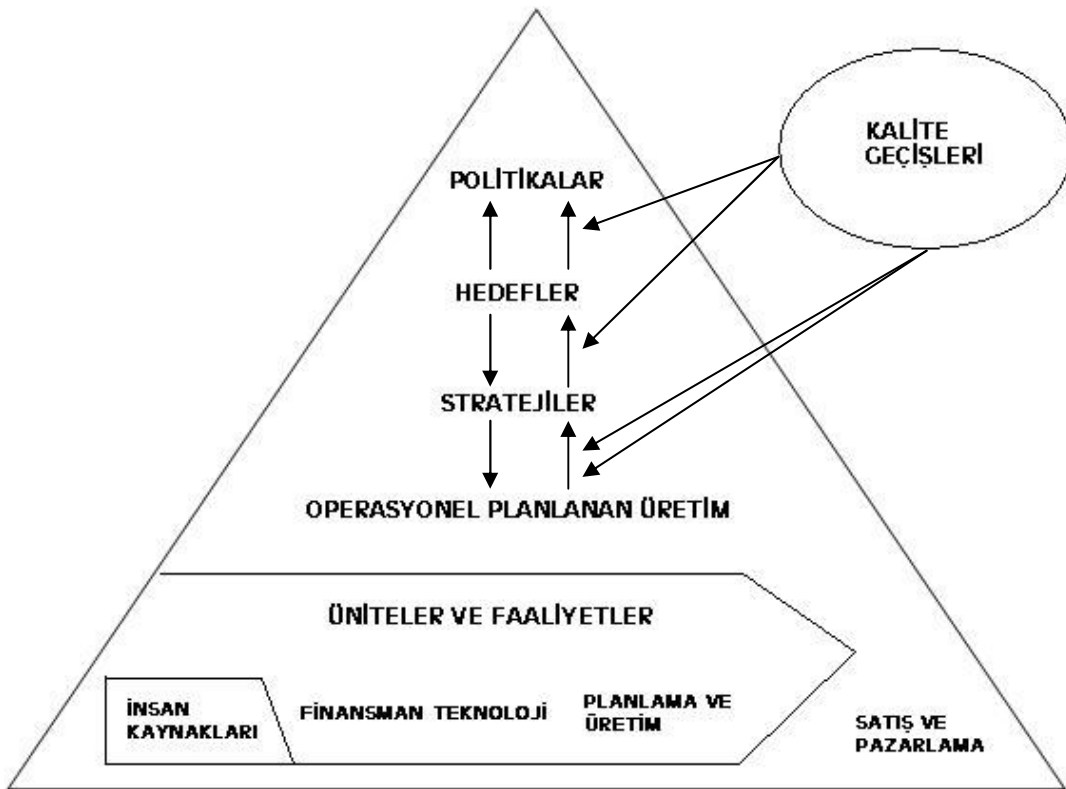 KALİTE
GEÇİŞLERİ
POLİTİKALAR
HEDEFLER
STRATEJİLER
OPERASYONEL PLANLANAN ÜRETİM
ÜNİTELER VE FAALİYETLER
İNSAN
KAYNAKLARI
FİNANSMAN TEKNOLOJİ
PLANLAMA VE
ÜRETİM
SATIŞ VE
PAZARLAMA